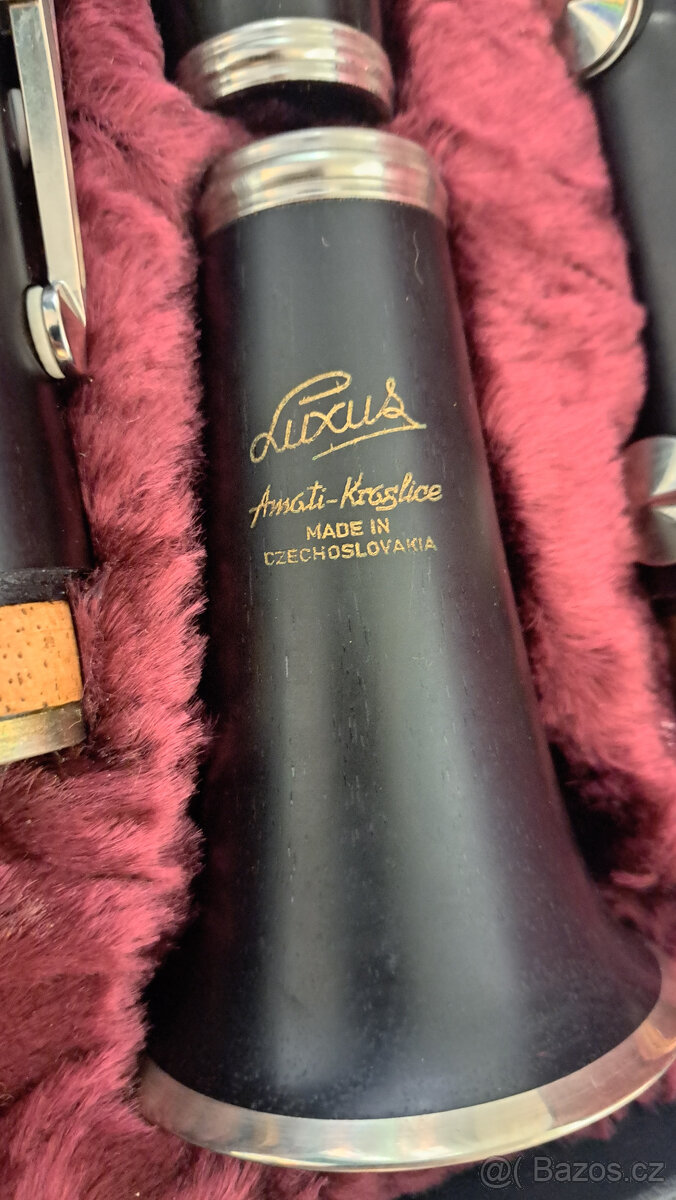 Luxus
Amati-Kraslice
MADE IN
CZECHOSLOVAKIA
@( Bazos.cz